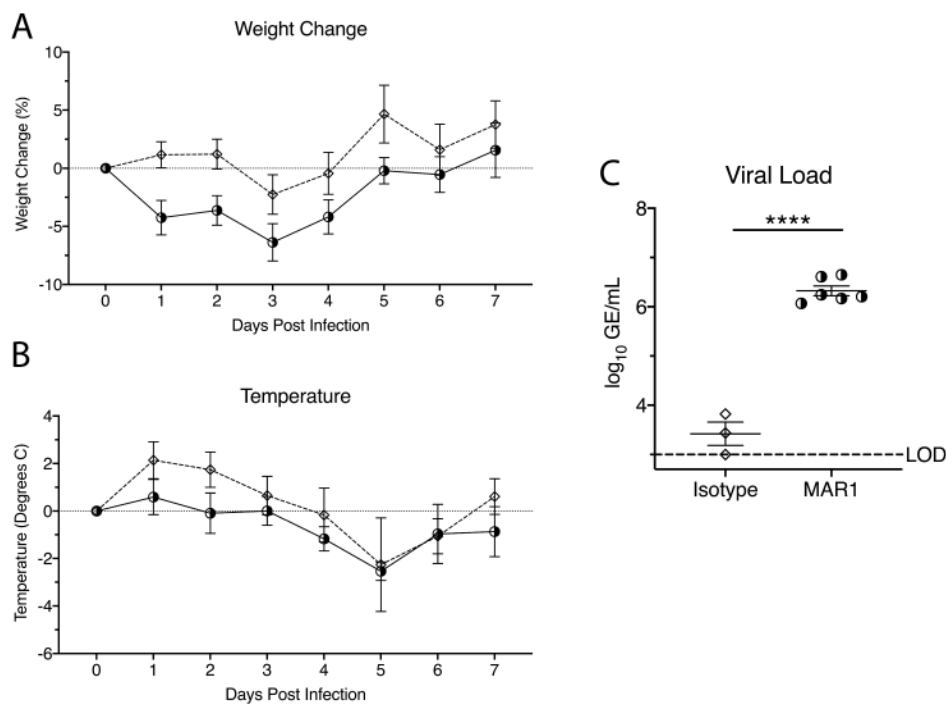 A
Weight Change
10
5
0
-5
-10
Weight Change (%)
0 1 2 3 4 5 6 7
Days Post Infection
B
Temperature
4
2
0
-2
-4
-6
Temperature (Degrees C)
0 1 2 3 4 5 6 7
Days Post Infection
C
Viral Load
****
8
6
4
log10 GE/mL
LOD
Isotype MAR1